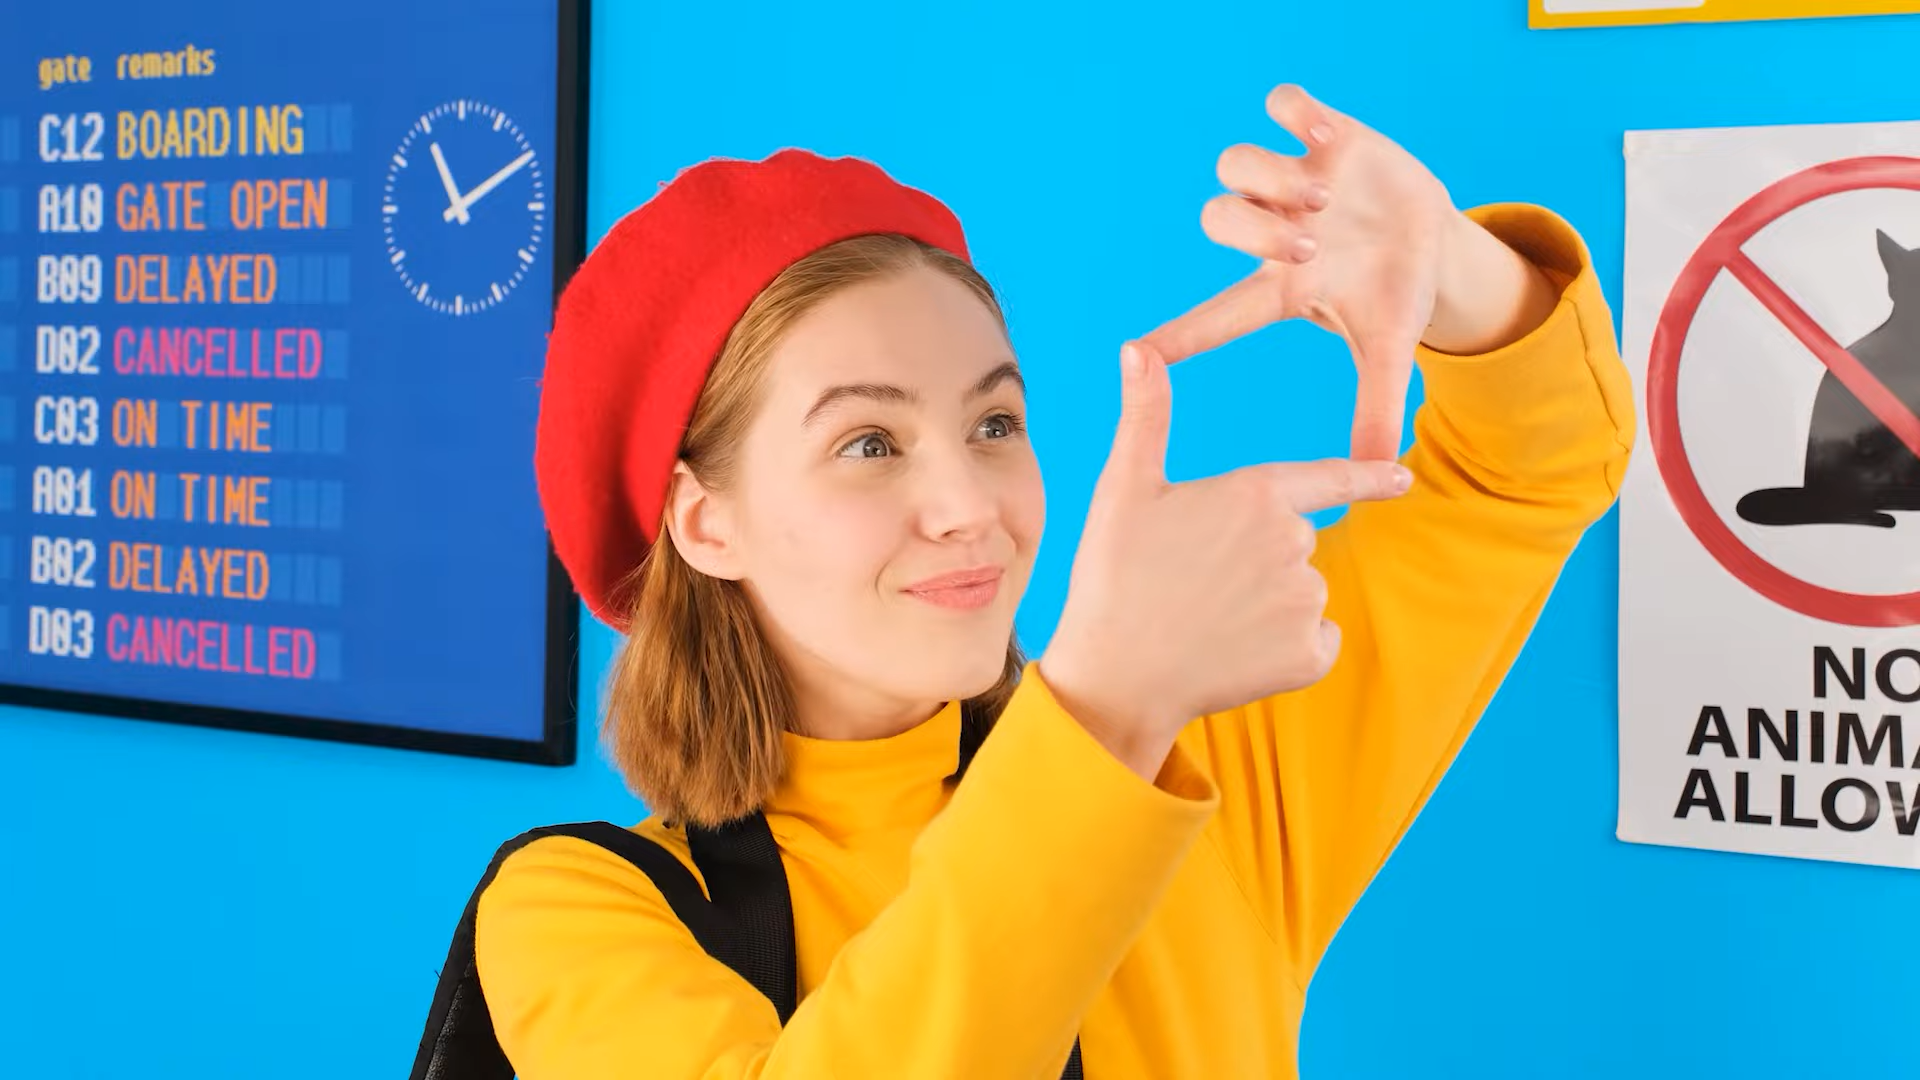 gate remarks
C12 BOARDING
A10 GATE OPEN
B09 DELAYED
D02 CANCELLED
C03 ON TIME
A01 ON TIME
B02 DELAYED
D03 CANCELLED
NO
ANIMA
ALLOW